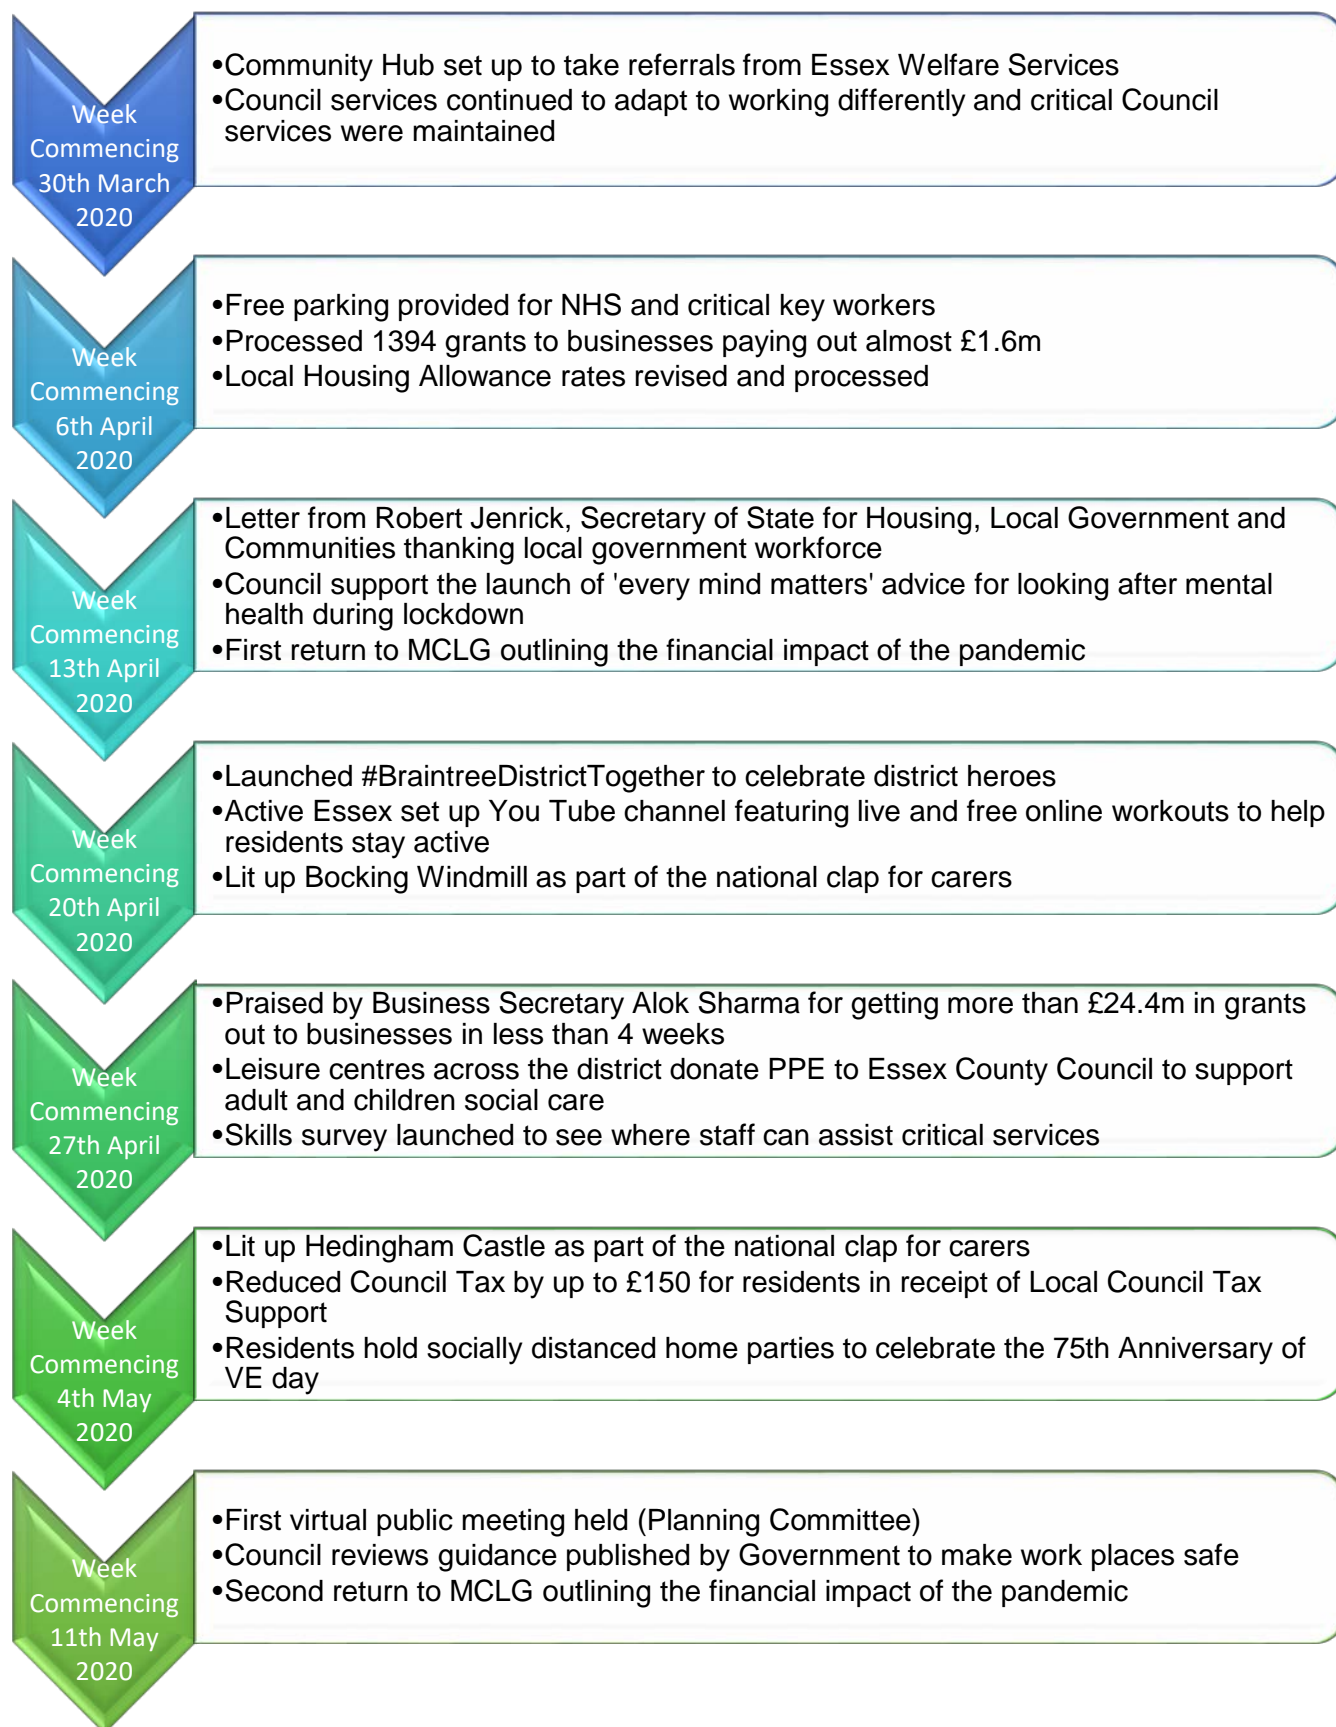 Week
Commencing
30th March
2020
•Community Hub set up to take referrals from Essex Welfare Services
•Council services continued to adapt to working differently and critical Council
services were maintained
Week
Commencing
6th April
2020
•Free parking provided for NHS and critical key workers
•Processed 1394 grants to businesses paying out almost £1.6m
•Local Housing Allowance rates revised and processed
Week
Commencing
13th April
2020
•Letter from Robert Jenrick, Secretary of State for Housing, Local Government and
Communities thanking local government workforce
•Council support the launch of 'every mind matters' advice for looking after mental
health during lockdown
•First return to MCLG outlining the financial impact of the pandemic
Week
Commencing
20th April
2020
•Launched #BraintreeDistrictTogether to celebrate district heroes
•Active Essex set up You Tube channel featuring live and free online workouts to help
residents stay active
•Lit up Bocking Windmill as part of the national clap for carers
Week
Commencing
27th April
2020
•Praised by Business Secretary Alok Sharma for getting more than £24.4m in grants
out to businesses in less than 4 weeks
•Leisure centres across the district donate PPE to Essex County Council to support
adult and children social care
•Skills survey launched to see where staff can assist critical services
Week
Commencing
4th May
2020
•Lit up Hedingham Castle as part of the national clap for carers
•Reduced Council Tax by up to £150 for residents in receipt of Local Council Tax
Support
•Residents hold socially distanced home parties to celebrate the 75th Anniversary of
VE day
Week
Commencing
11th May
2020
•First virtual public meeting held (Planning Committee)
•Council reviews guidance published by Government to make work places safe
•Second return to MCLG outlining the financial impact of the pandemic